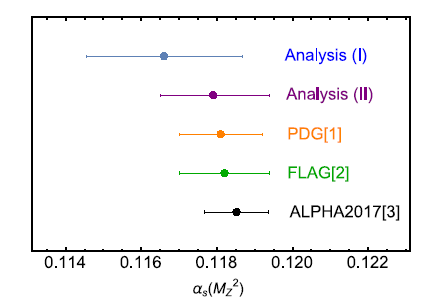 Analysis (I)
Analysis (II)
PDG[1]
FLAG[2]
ALPHA2017[3]
0.114 0.116 0.118 0.120 0.122
αₛ(M_Z²)